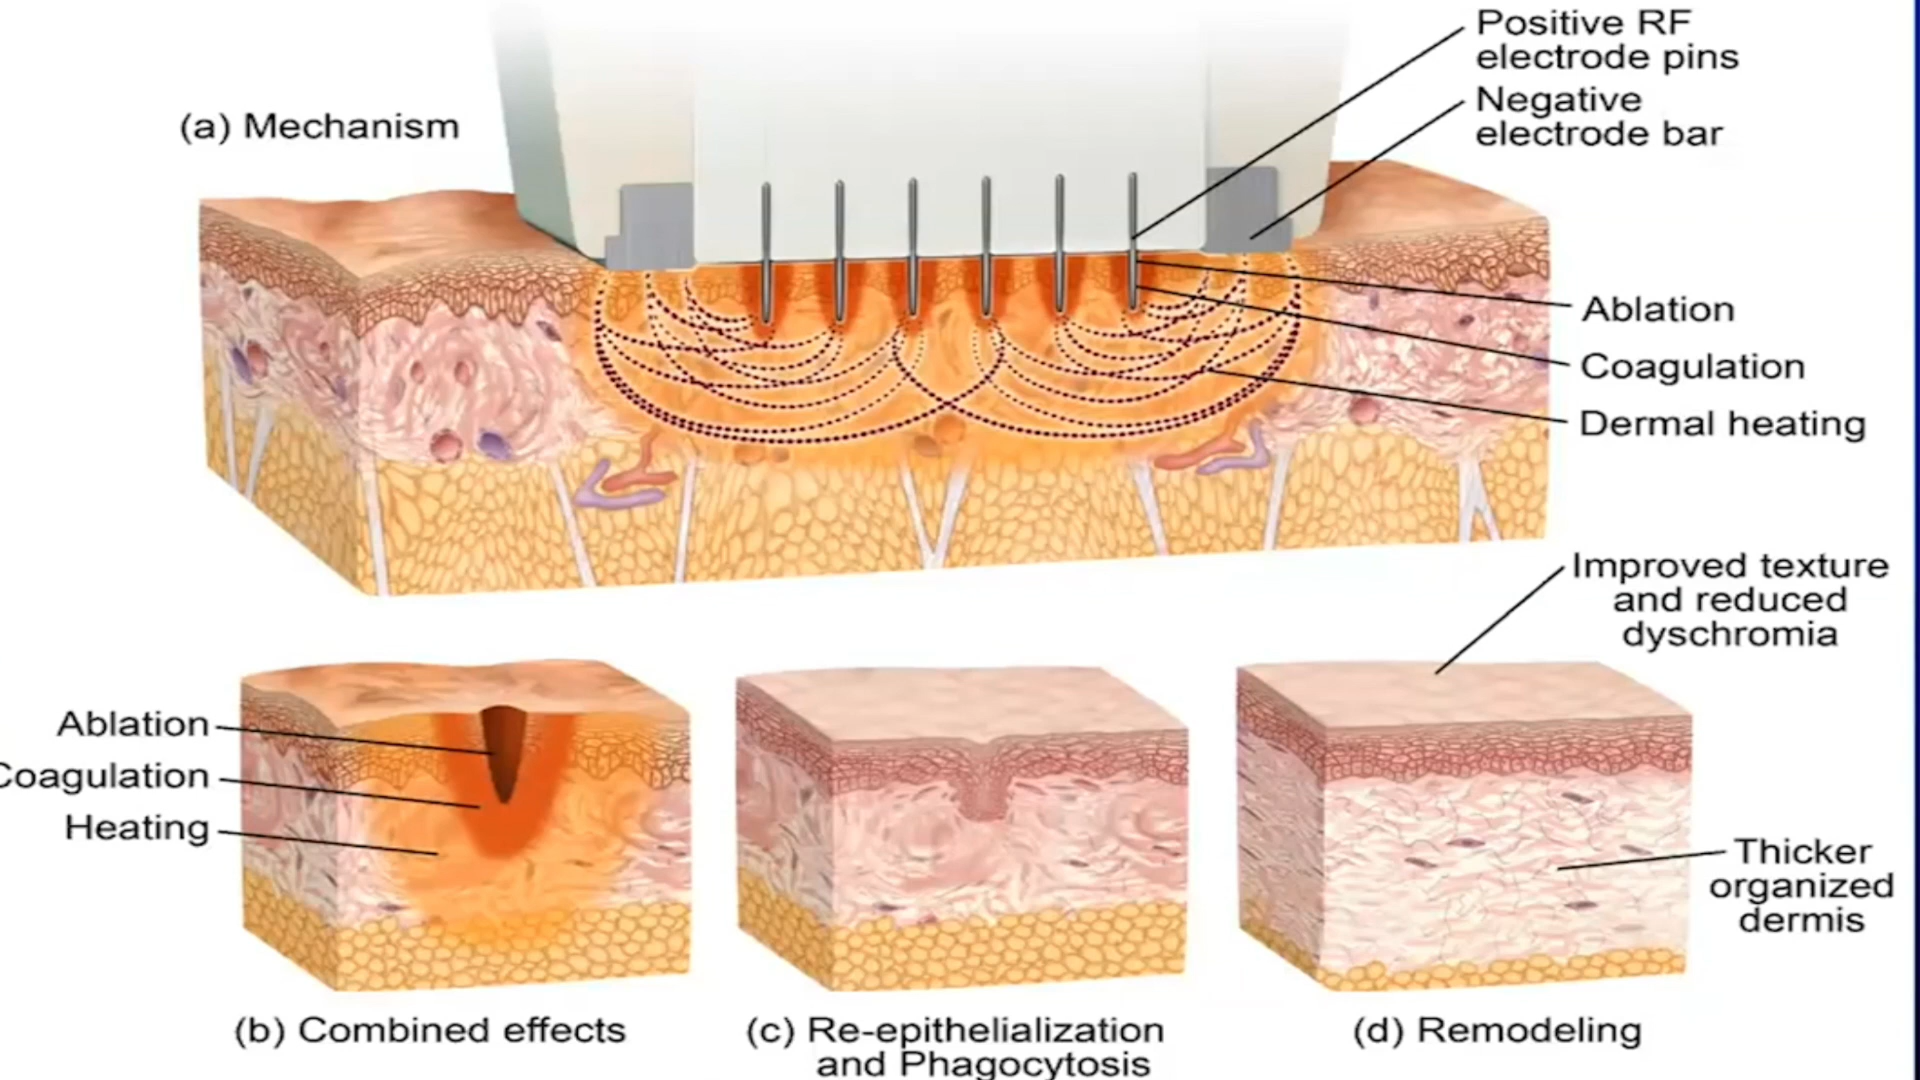 Positive RF
electrode pins
Negative
electrode bar
(a) Mechanism
Ablation
Coagulation
Dermal heating
Improved texture
and reduced
dyschromia
Ablation
Coagulation
Heating
Thicker
organized
dermis
(b) Combined effects
(c) Re-epithelialization
and Phagocytosis
(d) Remodeling